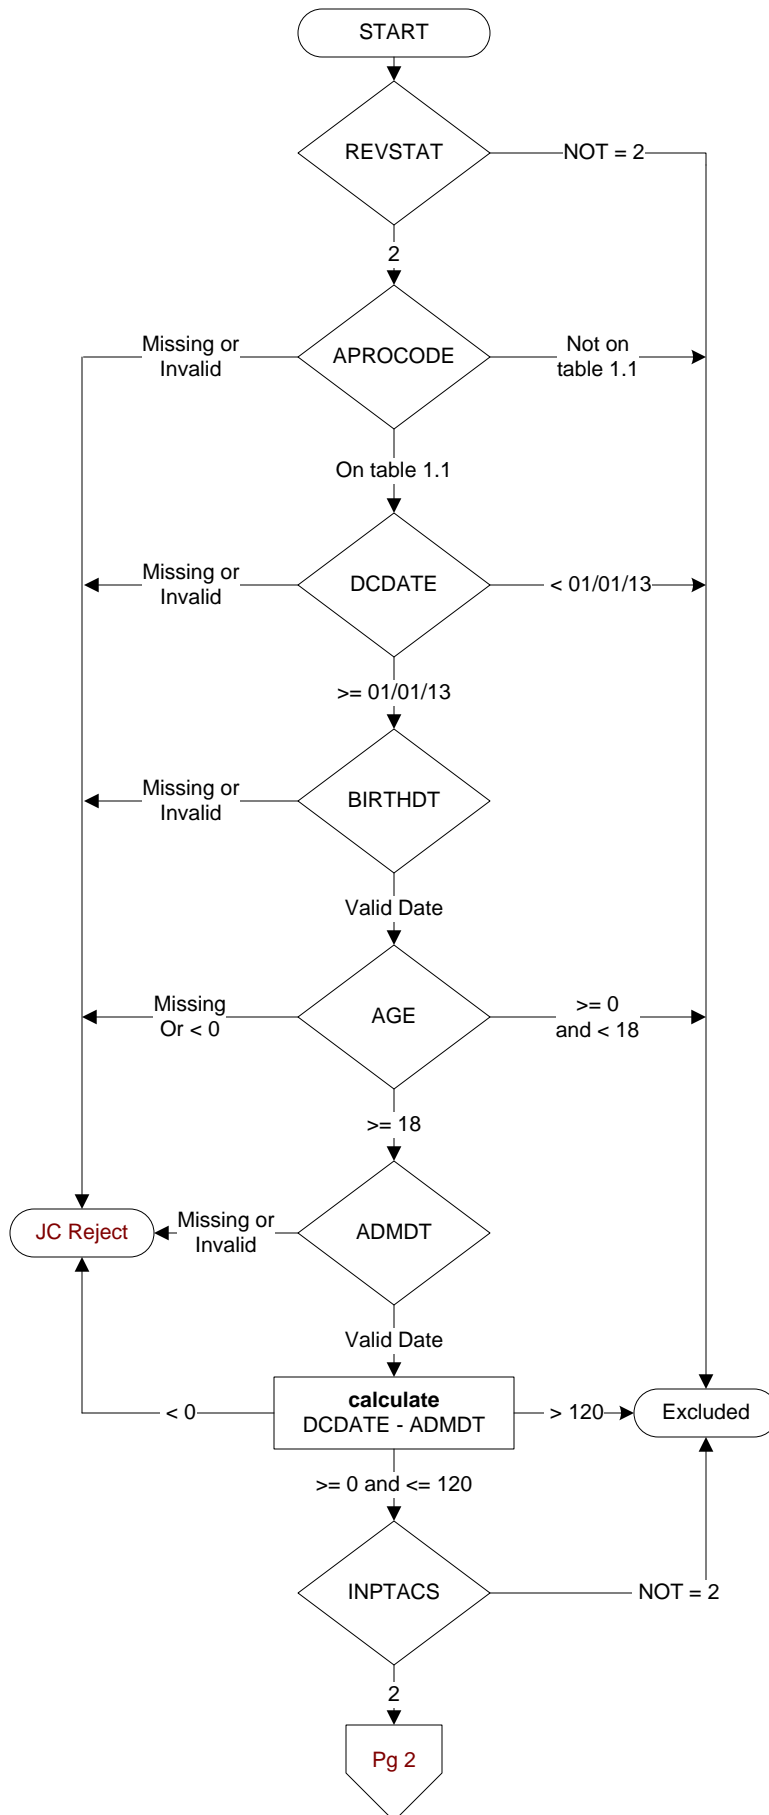 START
REVSTAT
NOT = 2
2
Missing or
Invalid
APROCODE
Not on
table 1.1
On table 1.1
Missing or
Invalid
DCDATE
< 01/01/13
>= 01/01/13
Missing or
Invalid
BIRTHDT
Valid Date
Missing
Or < 0
AGE
>= 0
and < 18
>= 18
JC Reject
Missing or
Invalid
ADMDT
Valid Date
< 0
calculate
DCDATE - ADMDT
> 120
Excluded
>= 0 and <= 120
INPTACS
NOT = 2
2
Pg 2